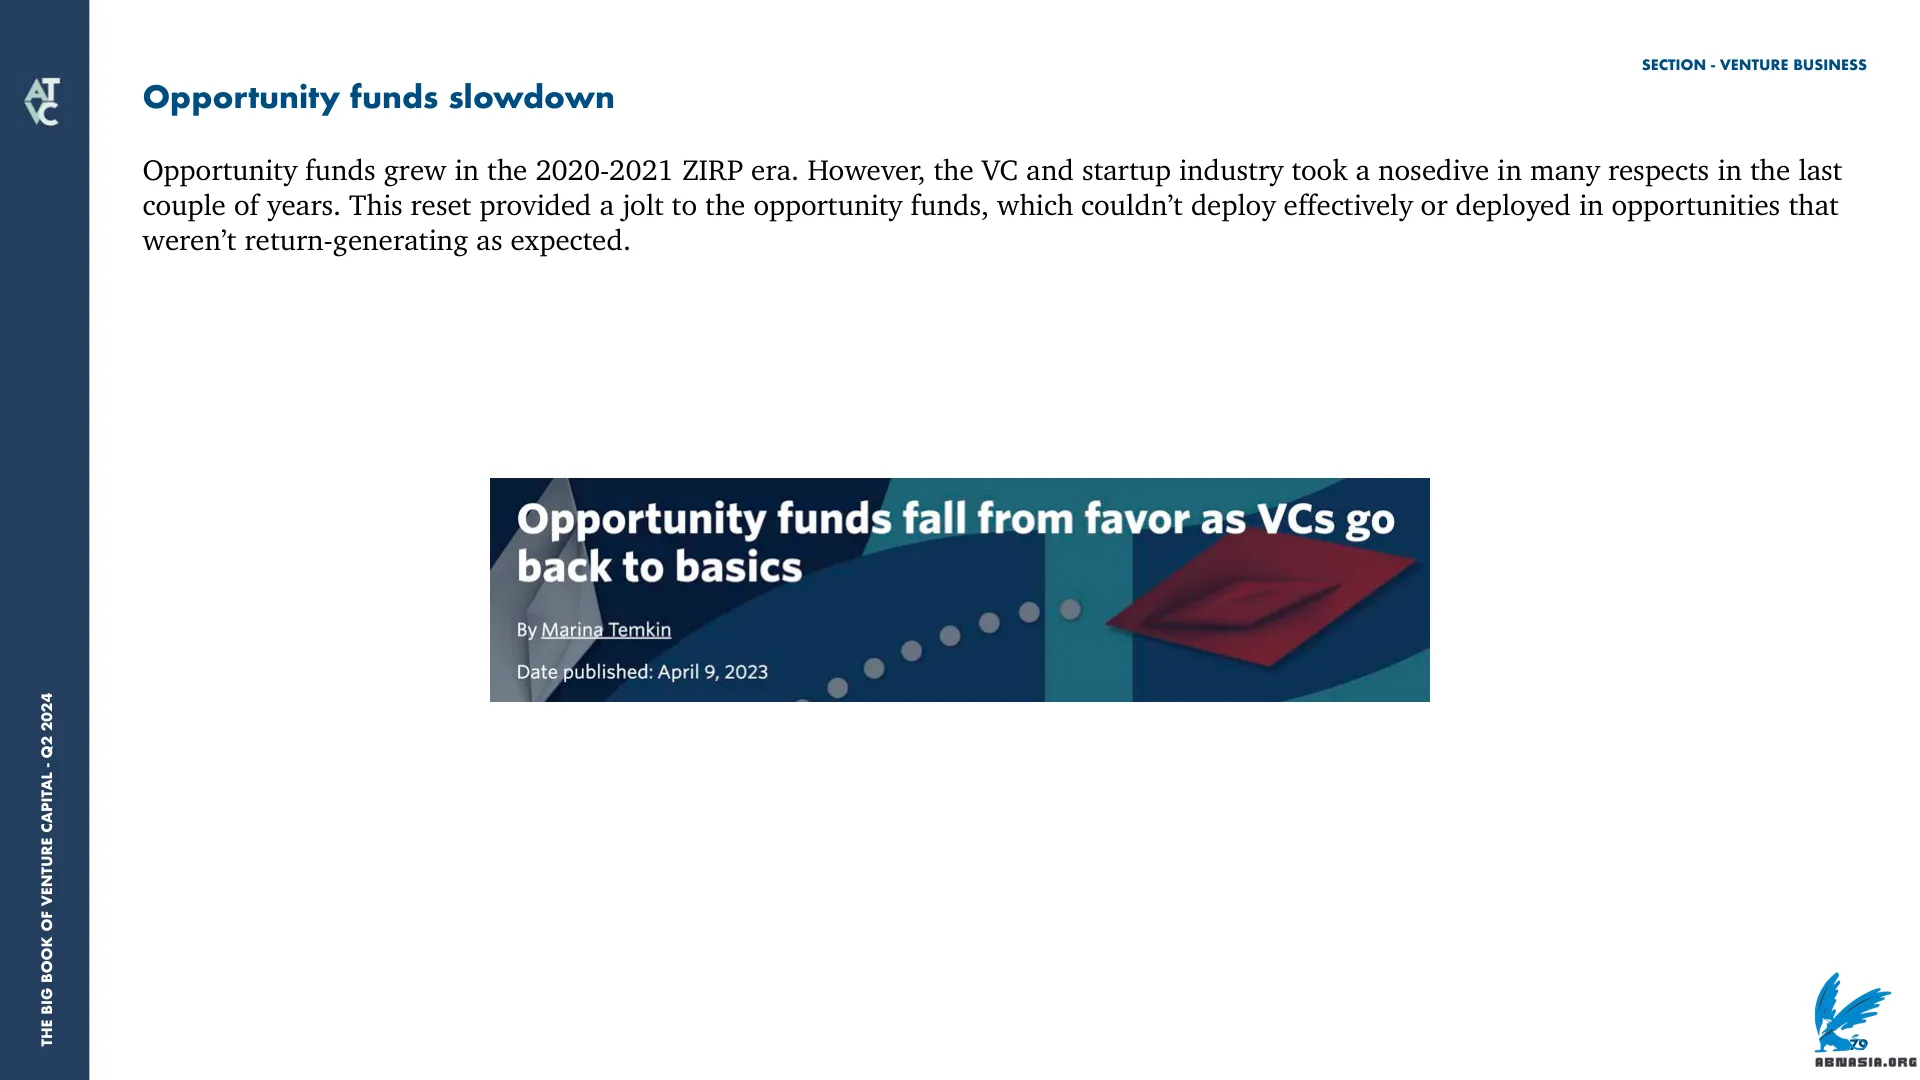 SECTION - VENTURE BUSINESS
AT
VC
Opportunity funds slowdown
Opportunity funds grew in the 2020-2021 ZIRP era. However, the VC and startup industry took a nosedive in many respects in the last
couple of years. This reset provided a jolt to the opportunity funds, which couldn’t deploy effectively or deployed in opportunities that
weren’t return-generating as expected.
Opportunity funds fall from favor as VCs go
back to basics
By Marina Temkin
Date published: April 9, 2023
THE BIG BOOK OF VENTURE CAPITAL - Q2 2024
79
ABNASIA.ORG